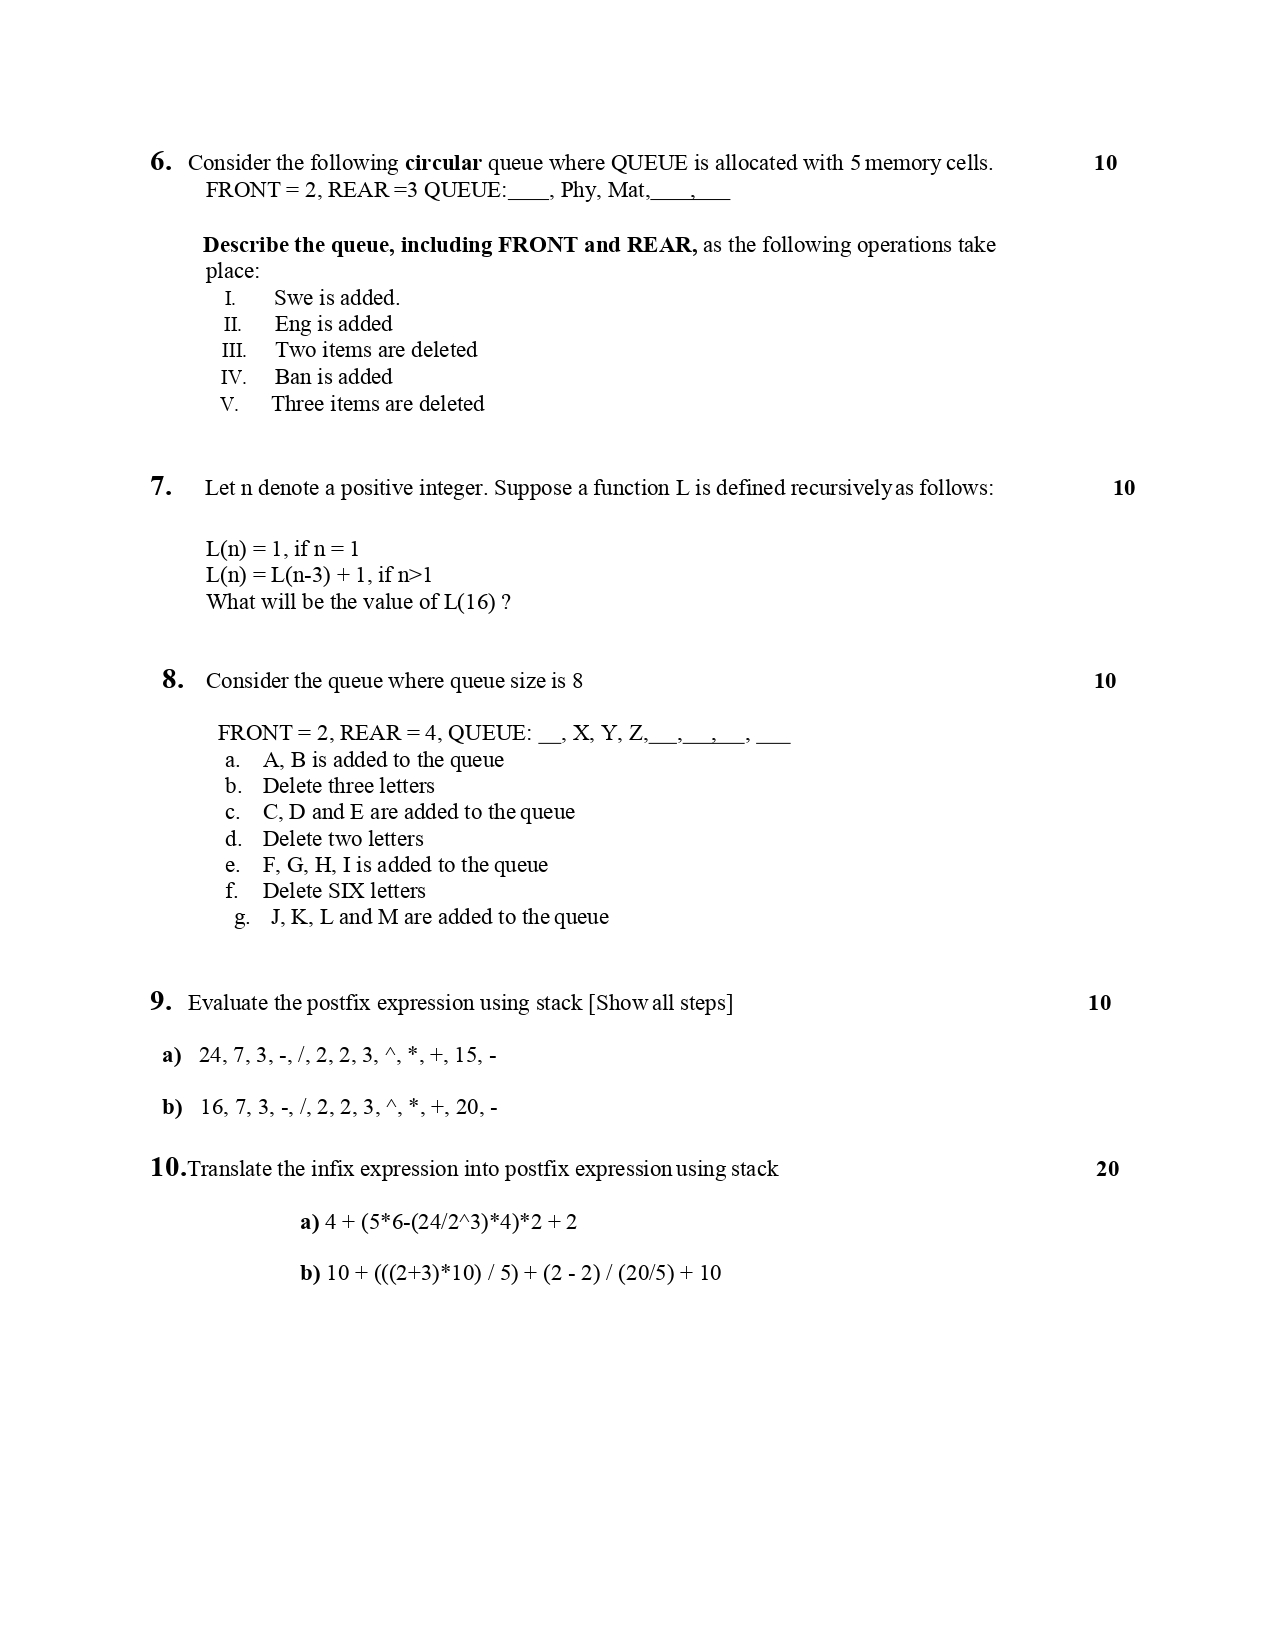 6. Consider the following circular queue where QUEUE is allocated with 5 memory cells. 10
FRONT = 2, REAR =3 QUEUE:____, Phy, Mat,____,___
Describe the queue, including FRONT and REAR, as the following operations take
place:
I. Swe is added.
II. Eng is added
III. Two items are deleted
IV. Ban is added
V. Three items are deleted
7. Let n denote a positive integer. Suppose a function L is defined recursively as follows: 10
L(n) = 1, if n = 1
L(n) = L(n-3) + 1, if n>1
What will be the value of L(16) ?
8. Consider the queue where queue size is 8 10
FRONT = 2, REAR = 4, QUEUE: __, X, Y, Z,__,__,__, ___
a. A, B is added to the queue
b. Delete three letters
c. C, D and E are added to the queue
d. Delete two letters
e. F, G, H, I is added to the queue
f. Delete SIX letters
g. J, K, L and M are added to the queue
9. Evaluate the postfix expression using stack [Show all steps] 10
a) 24, 7, 3, -, /, 2, 2, 3, ^, *, +, 15, -
b) 16, 7, 3, -, /, 2, 2, 3, ^, *, +, 20, -
10.Translate the infix expression into postfix expression using stack 20
a) 4 + (5*6-(24/2^3)*4)*2 + 2
b) 10 + (((2+3)*10) / 5) + (2 - 2) / (20/5) + 10